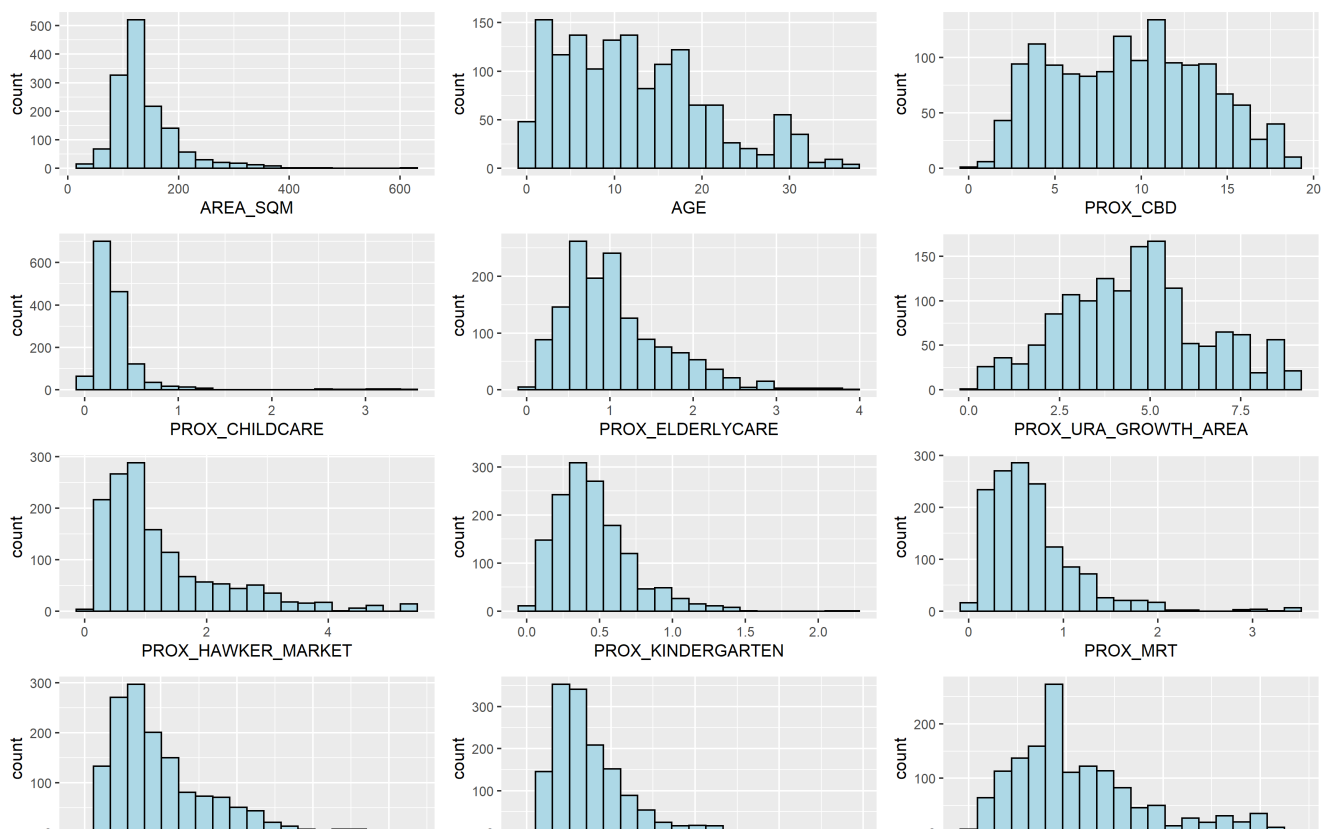 500
400
300
200
100
0
count
0 200 400 600
AREA_SQM
150
100
50
0
count
0 10 20 30
AGE
100
50
0
count
0 5 10 15 20
PROX_CBD
600
400
200
0
count
0 1 2 3
PROX_CHILDCARE
200
100
0
count
0 1 2 3 4
PROX_ELDERLYCARE
150
100
50
0
count
0.0 2.5 5.0 7.5
PROX_URA_GROWTH_AREA
300
200
100
0
count
0 2 4
PROX_HAWKER_MARKET
300
200
100
0
count
0.0 0.5 1.0 1.5 2.0
PROX_KINDERGARTEN
300
200
100
0
count
0 1 2 3
PROX_MRT
300
200
100
count
300
200
100
count
200
100
count